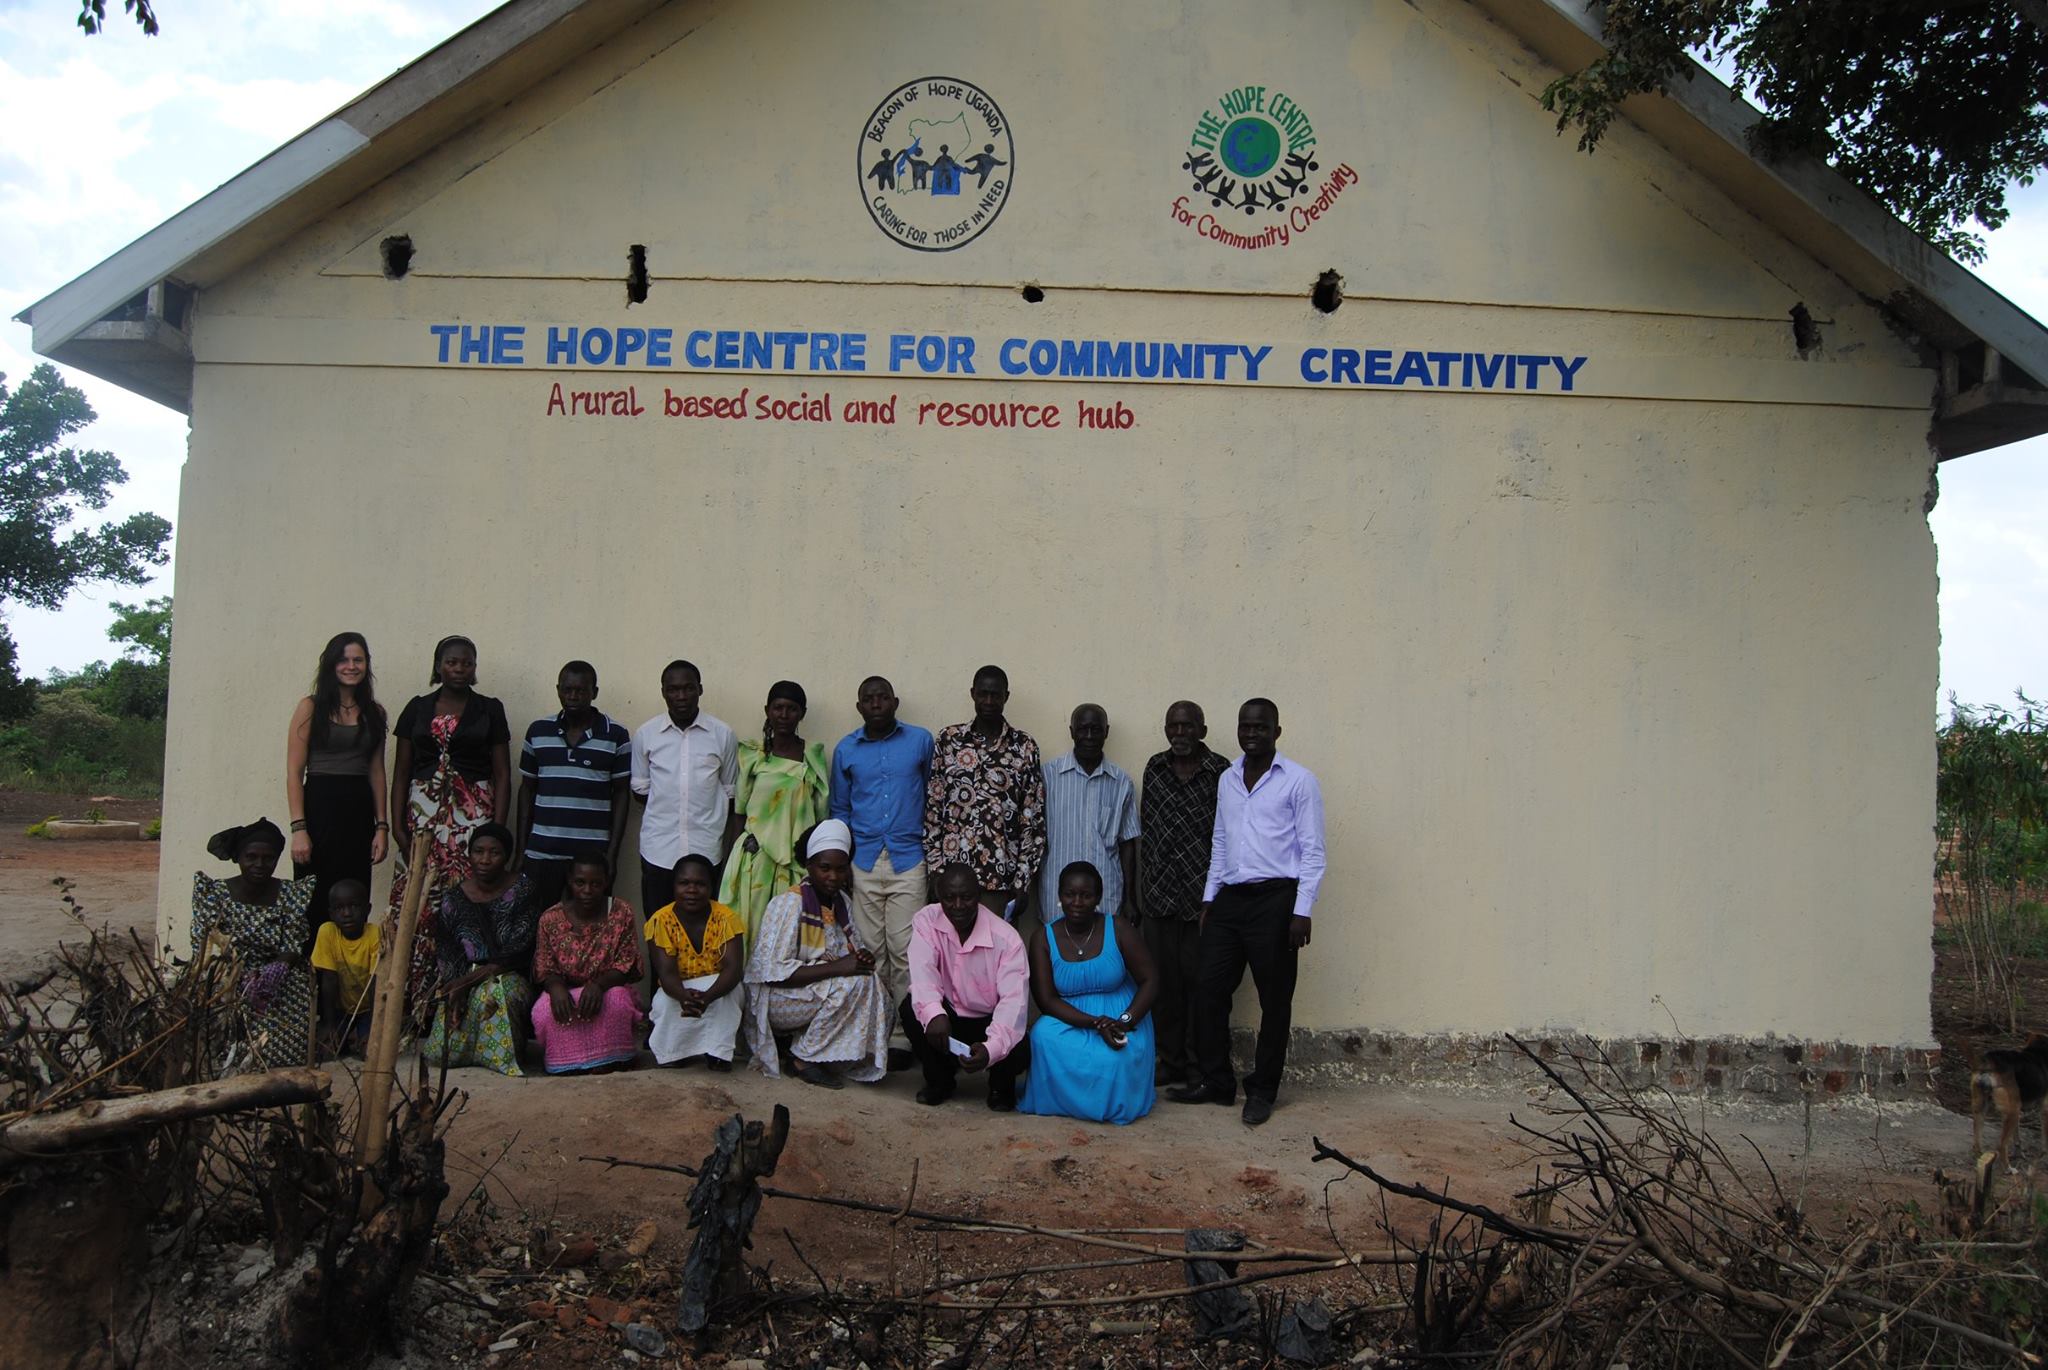 BEACON OF HOPE UGANDA
CARING FOR THOSE IN NEED
THE HOPE CENTRE
for Community Creativity
THE HOPE CENTRE FOR COMMUNITY CREATIVITY
A rural based social and resource hub